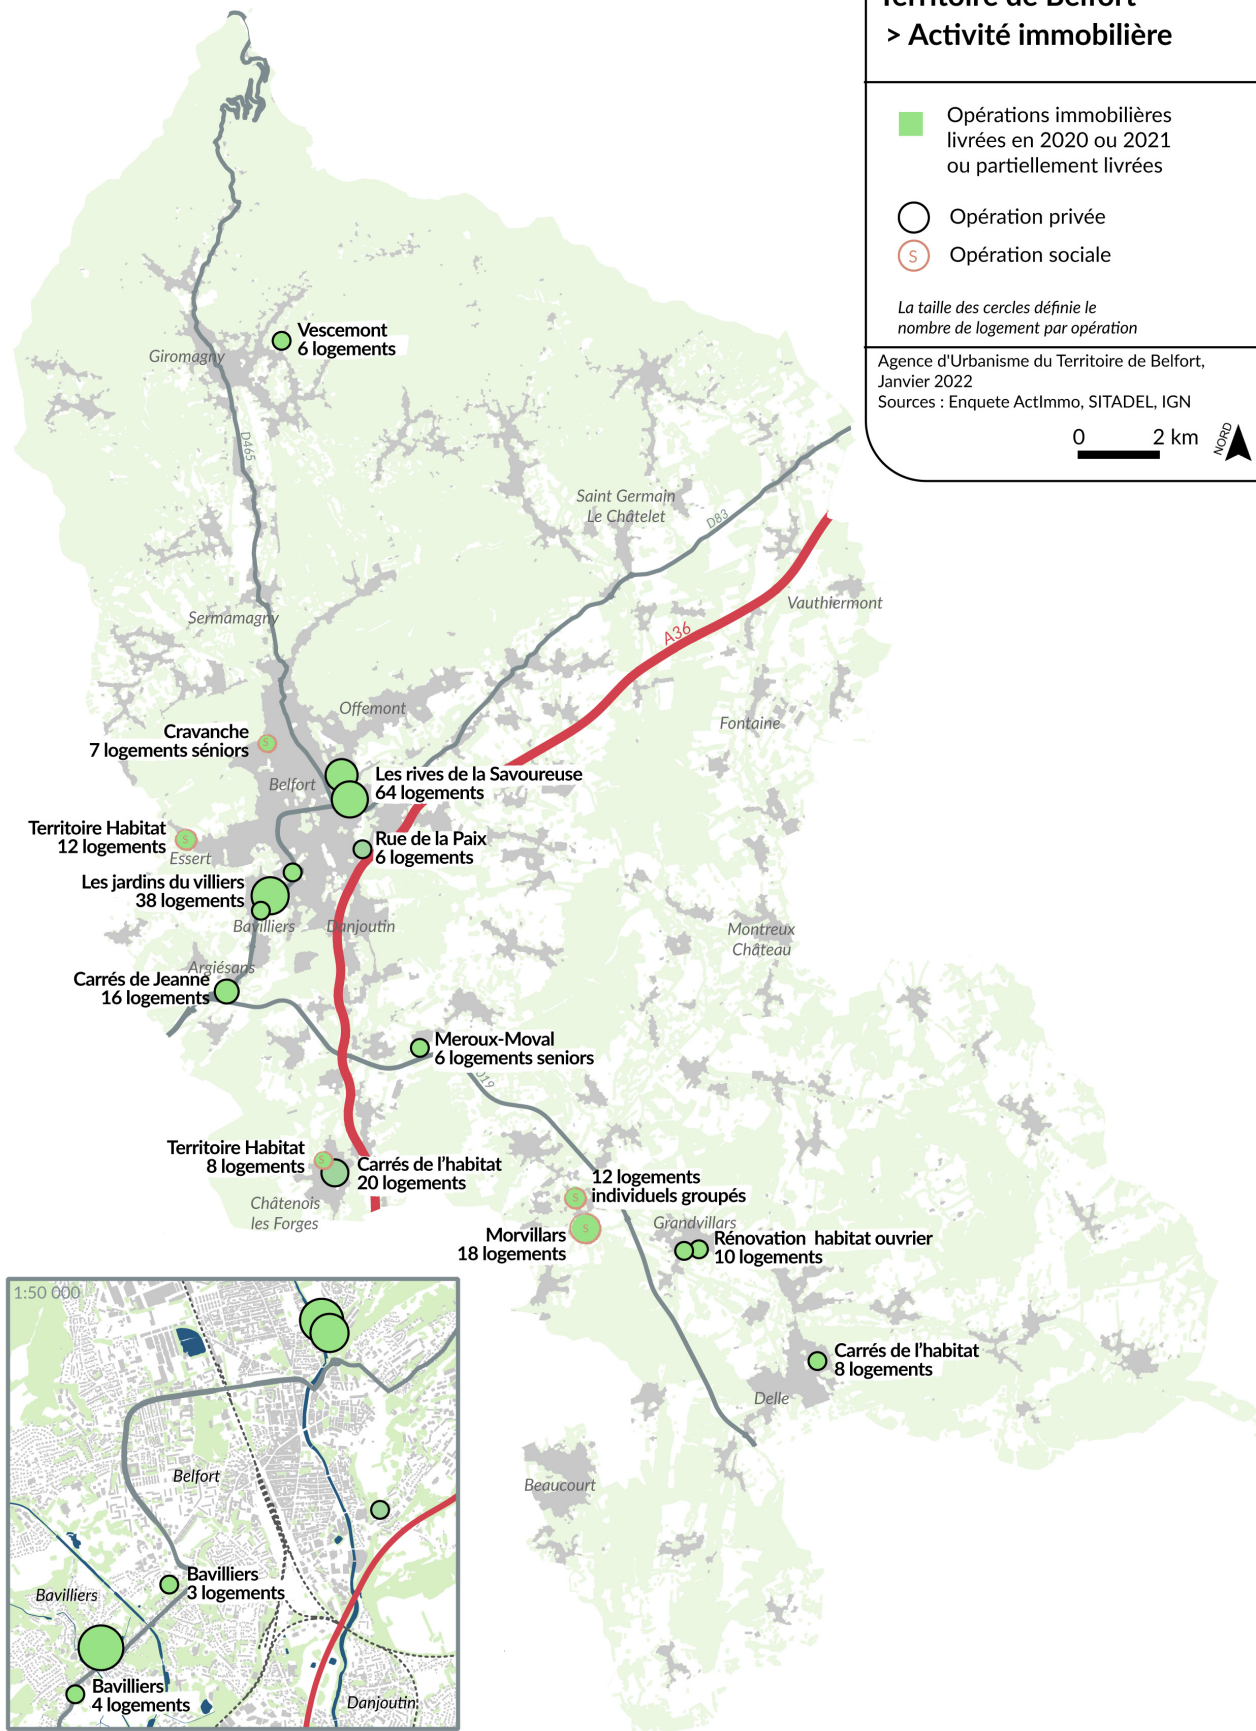 Territoire de Belfort
> Activité immobilière
Opérations immobilières
livrées en 2020 ou 2021
ou partiellement livrées
Opération privée
S
Opération sociale
La taille des cercles définie le
nombre de logement par opération
Agence d'Urbanisme du Territoire de Belfort,
Janvier 2022
Sources : Enquete ActImmo, SITADEL, IGN
0 2 km
NORD
Vescemont
6 logements
Giromagny
D465
Saint Germain
Le Châtelet
D83
Vauthiermont
Sermamagny
A36
Offemont
Fontaine
Cravanche
7 logements séniors
S
Belfort
Les rives de la Savoureuse
64 logements
Territoire Habitat
12 logements
S
Essert
Rue de la Paix
6 logements
Les jardins du villiers
38 logements
Bavilliers
Danjoutin
Montreux
Château
Argiésans
Carrés de Jeanne
16 logements
Meroux-Moval
6 logements seniors
J19
Territoire Habitat
8 logements
S
Carrés de l'habitat
20 logements
Châtenois
les Forges
12 logements
individuels groupés
S
Morvillars
18 logements
S
Grandvillars
Rénovation habitat ouvrier
10 logements
Carrés de l'habitat
8 logements
Delle
Beaucourt
1:50 000
Belfort
Bavilliers
3 logements
Bavilliers
Bavilliers
4 logements
Danjoutin